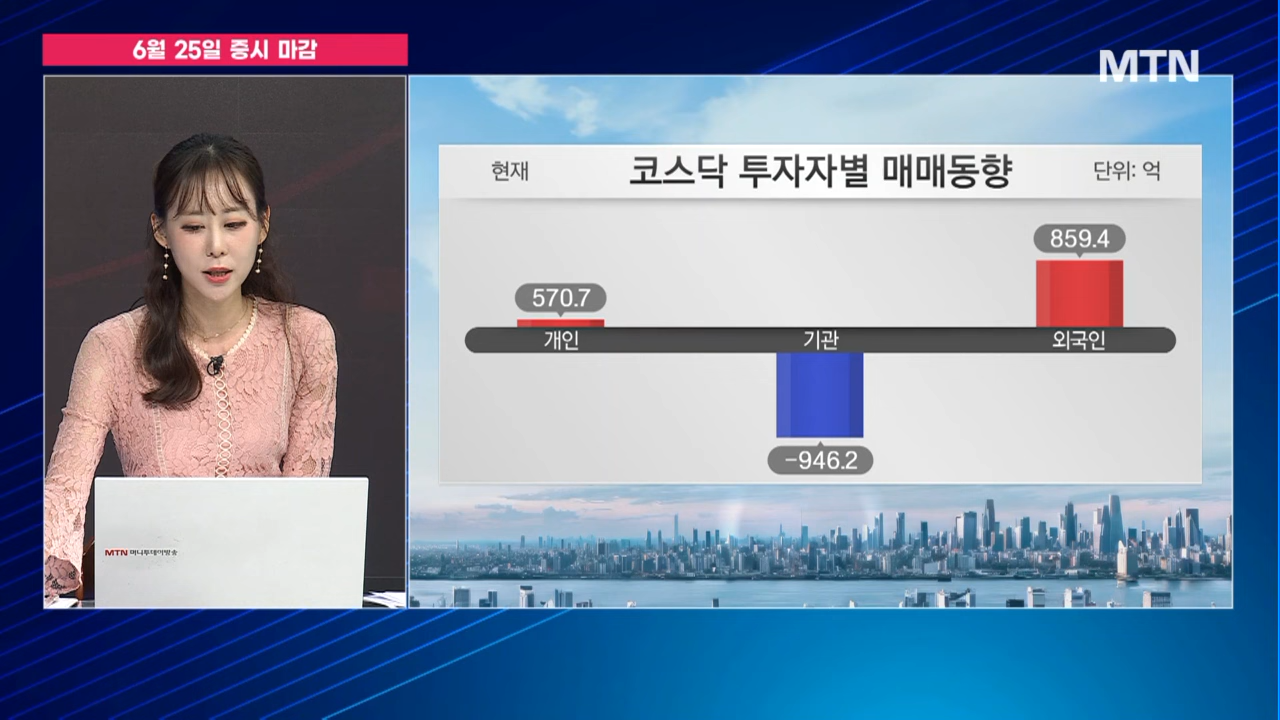 6월 25일 증시 마감
MTN
현재
코스닥 투자자별 매매동향
단위: 억
570.7
859.4
개인
기관
외국인
-946.2
MTN 머니투데이방송